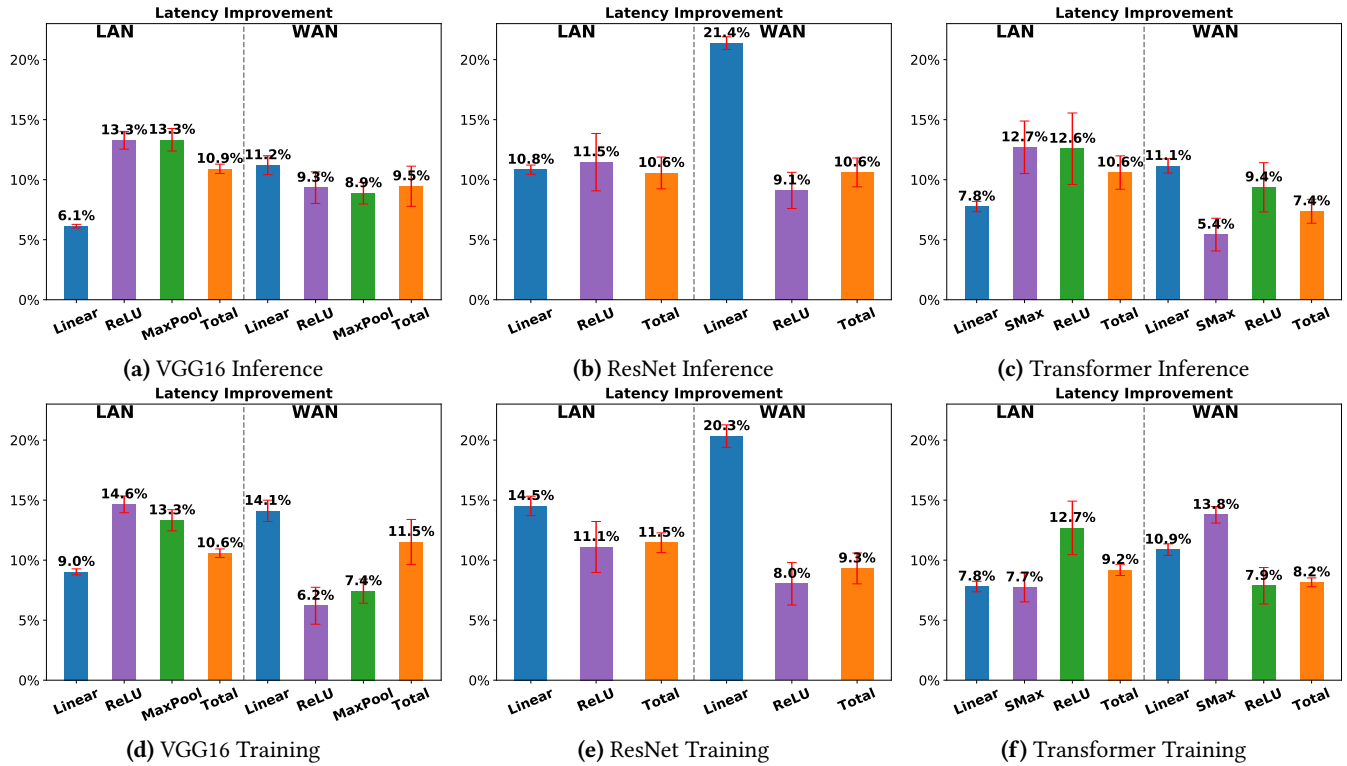 Latency Improvement
LAN WAN
20%
15%
10%
5%
0%
6.1% 13.3% 13.3% 10.9% 11.2% 9.3% 8.9% 9.5%
Linear ReLU MaxPool Total Linear ReLU MaxPool Total
(a) VGG16 Inference
Latency Improvement
LAN WAN
20%
15%
10%
5%
0%
10.8% 11.5% 10.6% 21.4% 9.1% 10.6%
Linear ReLU Total Linear ReLU Total
(b) ResNet Inference
Latency Improvement
LAN WAN
20%
15%
10%
5%
0%
7.8% 12.7% 12.6% 10.6% 11.1% 5.4% 9.4% 7.4%
Linear SMax ReLU Total Linear SMax ReLU Total
(c) Transformer Inference
Latency Improvement
LAN WAN
20%
15%
10%
5%
0%
9.0% 14.6% 13.3% 10.6% 14.1% 6.2% 7.4% 11.5%
Linear ReLU MaxPool Total Linear ReLU MaxPool Total
(d) VGG16 Training
Latency Improvement
LAN WAN
20%
15%
10%
5%
0%
14.5% 11.1% 11.5% 20.3% 8.0% 9.3%
Linear ReLU Total Linear ReLU Total
(e) ResNet Training
Latency Improvement
LAN WAN
20%
15%
10%
5%
0%
7.8% 7.7% 12.7% 9.2% 10.9% 13.8% 7.9% 8.2%
Linear SMax ReLU Total Linear SMax ReLU Total
(f) Transformer Training